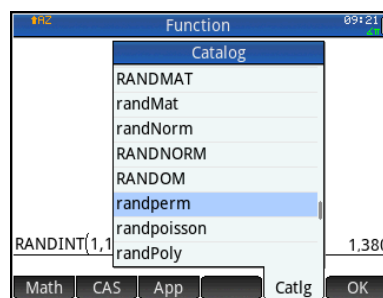 ↑AZ Function 09:21
∡π
Catalog
RANDMAT
randMat
randNorm
RANDNORM
RANDOM
randperm
randpoisson
randPoly
RANDINT(1,1 1,380
Math CAS App Catlg OK